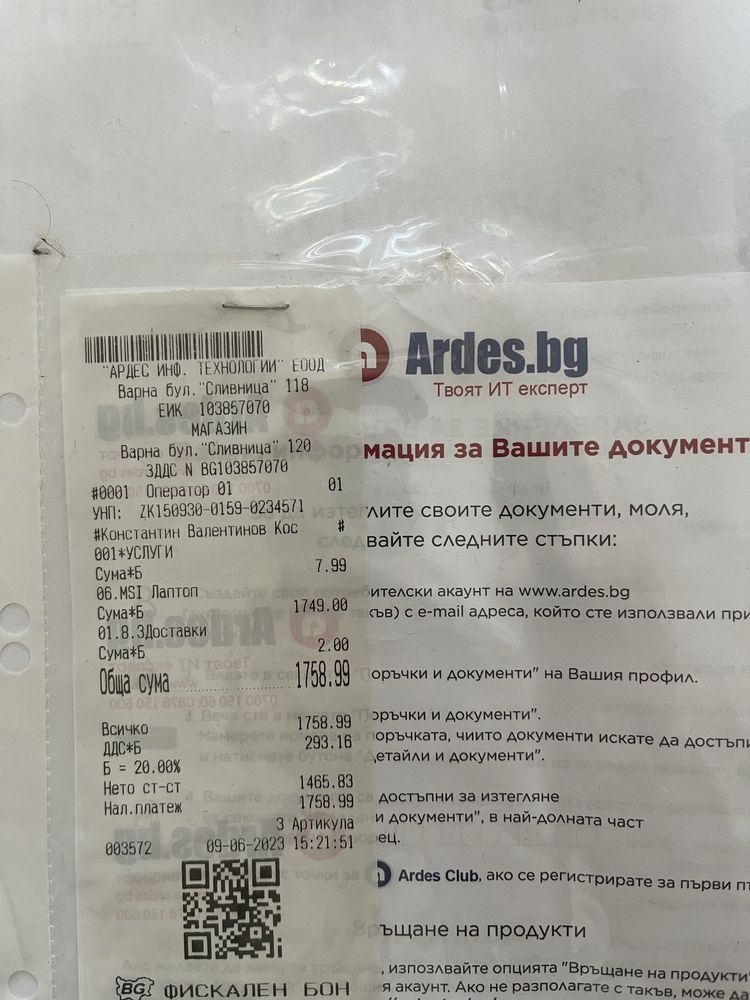 "АРДЕС ИНФ. ТЕХНОЛОГИИ" ЕООД
Варна бул."Сливница" 118
ЕИК 103857070
МАГАЗИН
Варна бул."Сливница" 120
ЗДДС N BG103857070
#0001 Оператор 01 01
УНП: ZK150930-0159-0234571
#Константин Валентинов Кос #
001*УСЛУГИ
Сума*Б 7.99
06.MSI Лаптоп
Сума*Б 1749.00
01.8.3Доставки
Сума*Б 2.00
Обща сума 1758.99
Всичко 1758.99
ДДС*Б 293.16
Б = 20.00%
Нето ст-ст 1465.83
Нал.платеж 1758.99
3 Артикула
003572 09-06-2023 15:21:51
BG ФИСКАЛЕН БОН
Ardes.bg
Твоят ИТ експерт
мация за Вашите документ
глите своите документи, моля,
вайте следните стъпки:
ителски акаунт на www.ardes.bg
къв) с e-mail адреса, който сте използвали при
Поръчки и документи" на Вашия профил.
оръчки и документи".
поръчката, чиито документи искате да достъпи
детайли и документи".
достъпни за изтегляне
и документи", в най-долната част
ец.
Ardes Club, ако се регистрирате за първи пъ
Връщане на продукти
, използвайте опцията "Връщане на продукти"
я акаунт. Ако не разполагате с такъв, може да